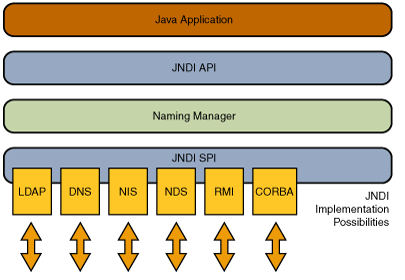 Java Application
JNDI API
Naming Manager
JNDI SPI
LDAP
DNS
NIS
NDS
RMI
CORBA
JNDI
Implementation
Possibilities